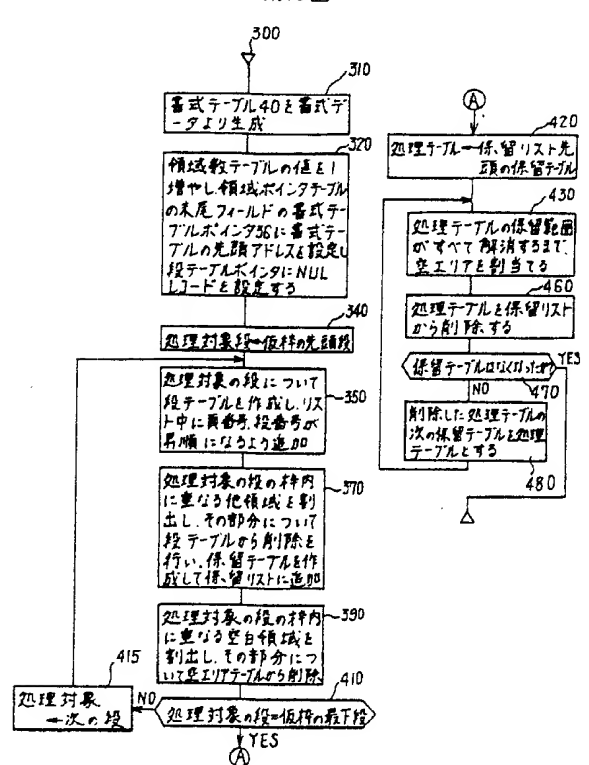 300
310
書式テーブル40を書式デ
ータより生成
320
領域数テーブルの値を1
増やし、領域ポインタテーブル
の末尾フィールドの書式テー
ブルポインタ36に書式テー
ブルの先頭アドレスを設定し
段テーブルポインタにNUL
Lコードを設定する
340
処理対象段←仮枠の先頭段
処理対象の段について
段テーブルを作成し、リス
ト中に頁番号、段番号が
昇順になるよう追加
350
処理対象の段の枠内
に重なる他領域を割
出し、その部分について
段テーブルから削除を
行い、保留テーブルを作
成して保留リストに追加
370
処理対象の段の枠内
に重なる空白領域を
割出し、その部分につ
いて空エリアテーブルから削除
390
410
処理対象の段=仮枠の最下段
NO
415
処理対象
←次の段
YES
A
A
420
処理テーブル←保留リスト先
頭の保留テーブル
430
処理テーブルの保留範囲
がすべて解消するまで、
空エリアを割当てる
460
処理テーブルを保留リスト
から削除する
保留テーブルはなくなったか
YES
470
NO
削除した処理テーブルの
次の保留テーブルを処理
テーブルとする
480